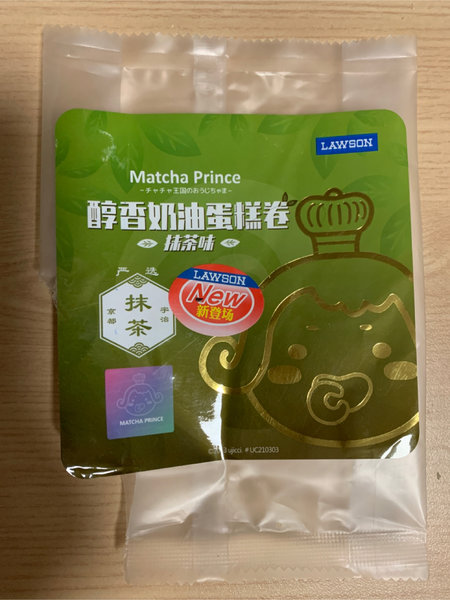 LAWSON
Matcha Prince
-チャチャ王国のおうじちゃま-
醇香奶油蛋糕卷
抹茶味
严选
抹茶
京都
宇治
LAWSON
New
新登场
MATCHA PRINCE
ujicci. # UC210303